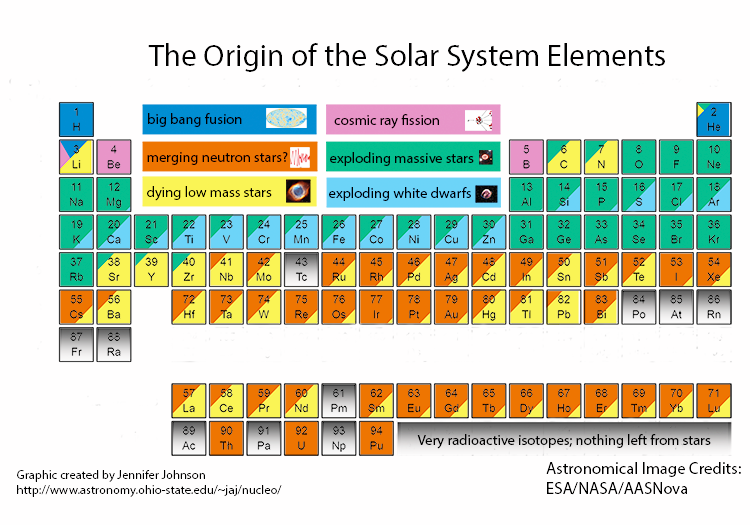 The Origin of the Solar System Elements
1 2
H big bang fusion cosmic ray fission He
3 4 merging neutron stars? exploding massive stars 5 6 7 8 9 10
Li Be B C N O F Ne
11 12 dying low mass stars exploding white dwarfs 13 14 15 16 17 18
Na Mg Al Si P S Cl Ar
19 20 21 22 23 24 25 26 27 28 29 30 31 32 33 34 35 36
K Ca Sc Ti V Cr Mn Fe Co Ni Cu Zn Ga Ge As Se Br Kr
37 38 39 40 41 42 43 44 45 46 47 48 49 50 51 52 53 54
Rb Sr Y Zr Nb Mo Tc Ru Rh Pd Ag Cd In Sn Sb Te I Xe
55 56 72 73 74 75 76 77 78 79 80 81 82 83 84 85 86
Cs Ba Hf Ta W Re Os Ir Pt Au Hg Tl Pb Bi Po At Rn
87 88
Fr Ra
57 58 59 60 61 62 63 64 65 66 67 68 69 70 71
La Ce Pr Nd Pm Sm Eu Gd Tb Dy Ho Er Tm Yb Lu
89 90 91 92 93 94
Ac Th Pa U Np Pu Very radioactive isotopes; nothing left from stars
Graphic created by Jennifer Johnson
http://www.astronomy.ohio-state.edu/~jaj/nucleo/
Astronomical Image Credits:
ESA/NASA/AASNova